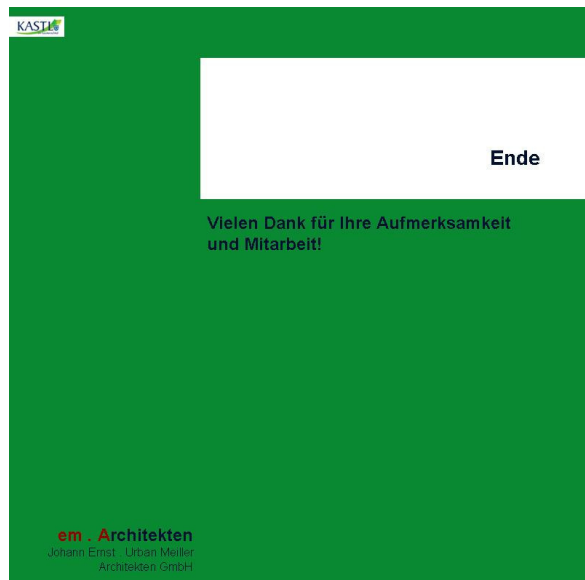 KASTL
Ende
Vielen Dank für Ihre Aufmerksamkeit
und Mitarbeit!
em . Architekten
Johann Ernst . Urban Meiller
Architekten GmbH